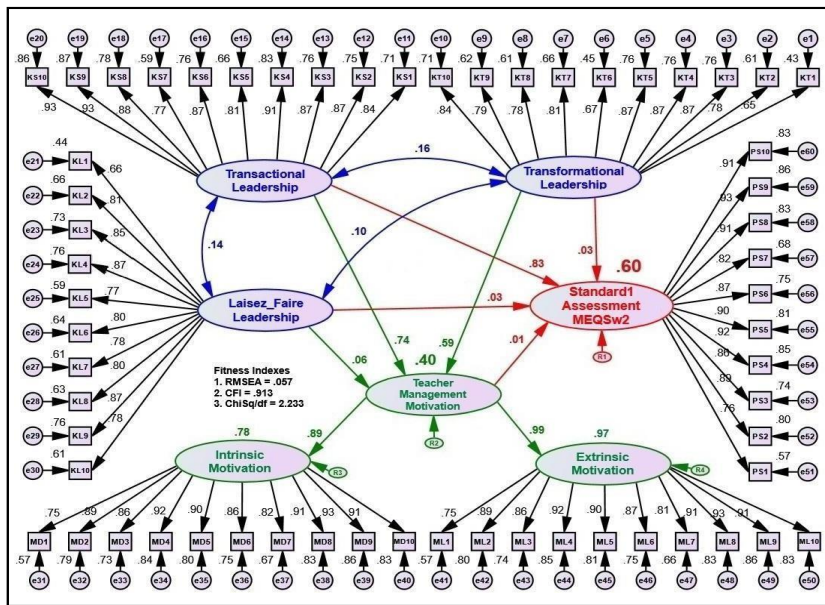 e20 e19 e18 e17 e16 e15 e14 e13 e12 e11 e10 e9 e8 e7 e6 e5 e4 e3 e2 e1
.86 .87 .78 .59 .76 .66 .83 .76 .75 .71 .71 .62 .61 .66 .45 .76 .76 .76 .61 .43
KS10 KS9 KS8 KS7 KS6 KS5 KS4 KS3 KS2 KS1 KT10 KT9 KT8 KT7 KT6 KT5 KT4 KT3 KT2 KT1
.93 .93 .88 .77 .87 .81 .91 .87 .87 .84 .84 .79 .78 .81 .67 .87 .87 .87 .78 .65
Transactional
Leadership
.16
Transformational
Leadership
.14
.10
Laisez_Faire
Leadership
.44
e21 KL1 .66
.66
e22 KL2 .81
.73
e23 KL3 .85
.76
e24 KL4 .87
.59
e25 KL5 .77
.64
e26 KL6 .80
.61
e27 KL7 .78
.63
e28 KL8 .80
.76
e29 KL9 .87
.61
e30 KL10 .78
.83
.03
.03
.74
.59
.06
.01
.60
Standard1
Assessment
MEQSw2
R1
.91 PS10 .83 e60
.93 PS9 .86 e59
.91 PS8 .83 e58
.82 PS7 .68 e57
.87 PS6 .75 e56
.90 PS5 .81 e55
.92 PS4 .85 e54
.86 PS3 .74 e53
.89 PS2 .80 e52
.76 PS1 .57 e51
Fitness Indexes
1. RMSEA = .057
2. CFI = .913
3. ChiSq/df = 2.233
.40
Teacher
Management
Motivation
R2
.89
.99
.78
Intrinsic
Motivation
R3
.97
Extrinsic
Motivation
R4
.75 .89 .86 .92 .90 .86 .82 .91 .93 .91 .75 .89 .86 .92 .90 .87 .81 .91 .93 .91
MD1 MD2 MD3 MD4 MD5 MD6 MD7 MD8 MD9 MD10 ML1 ML2 ML3 ML4 ML5 ML6 ML7 ML8 ML9 ML10
.57 .79 .73 .84 .80 .75 .67 .83 .86 .83 .57 .80 .74 .85 .81 .75 .66 .83 .86 .83
e31 e32 e33 e34 e35 e36 e37 e38 e39 e40 e41 e42 e43 e44 e45 e46 e47 e48 e49 e50